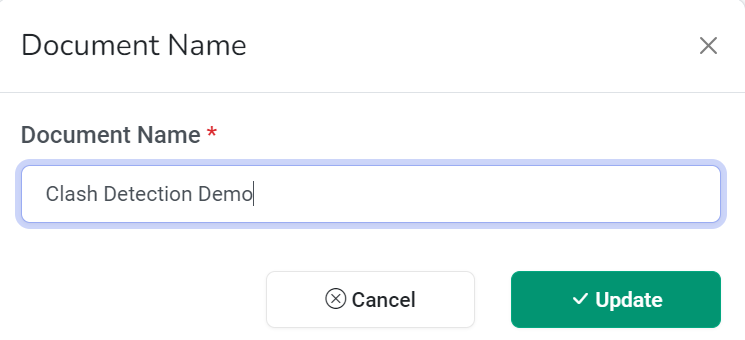 Document Name
Document Name *
Clash Detection Demo
Cancel
Update